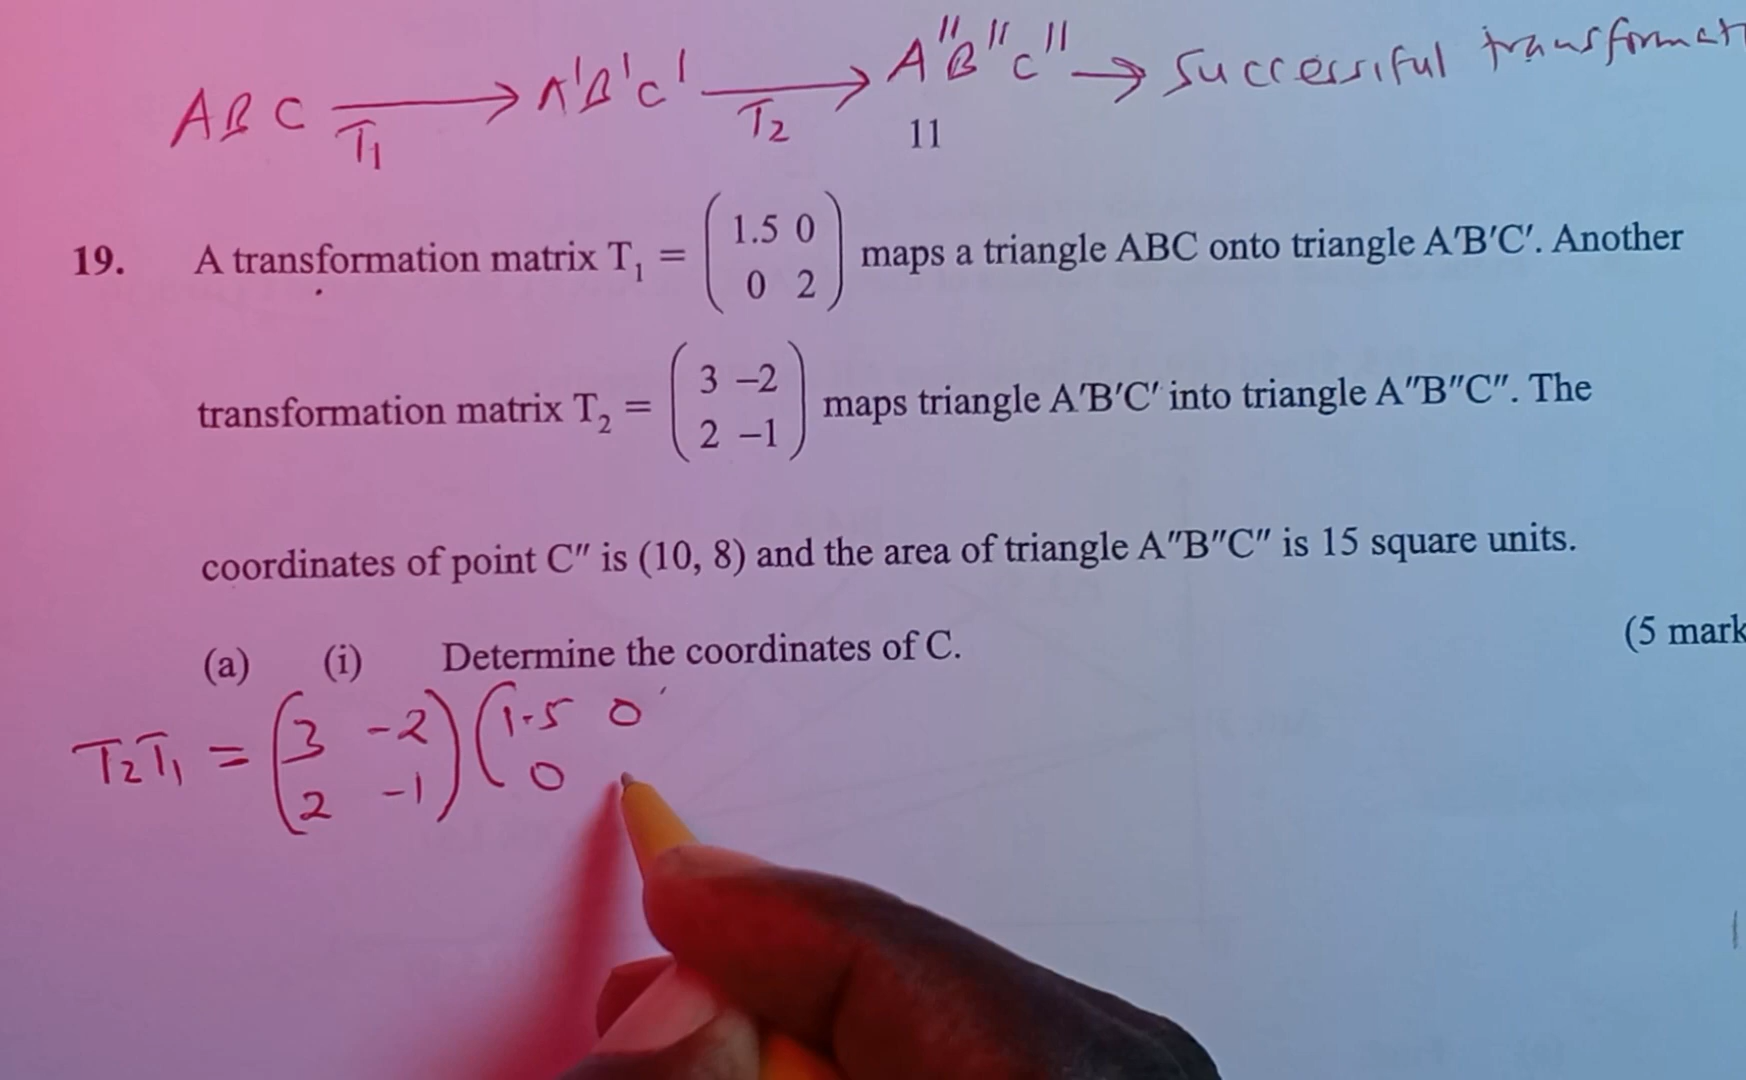 ABC →T₁ A'B'C' →T₂ A"B"C" → Successiful
11
19. A transformation matrix T₁ = ( 1.5 0 ) maps a triangle ABC onto triangle A′B′C′. Another
( 0 2 )
transformation matrix T₂ = ( 3 –2 ) maps triangle A′B′C′ into triangle A″B″C″. The
( 2 –1 )
coordinates of point C″ is (10, 8) and the area of triangle A″B″C″ is 15 square units.
(a) (i) Determine the coordinates of C.
(5 mark
T₂T₁ = ( 3 -2 ) ( 1.5 0
( 2 -1 ) ( 0